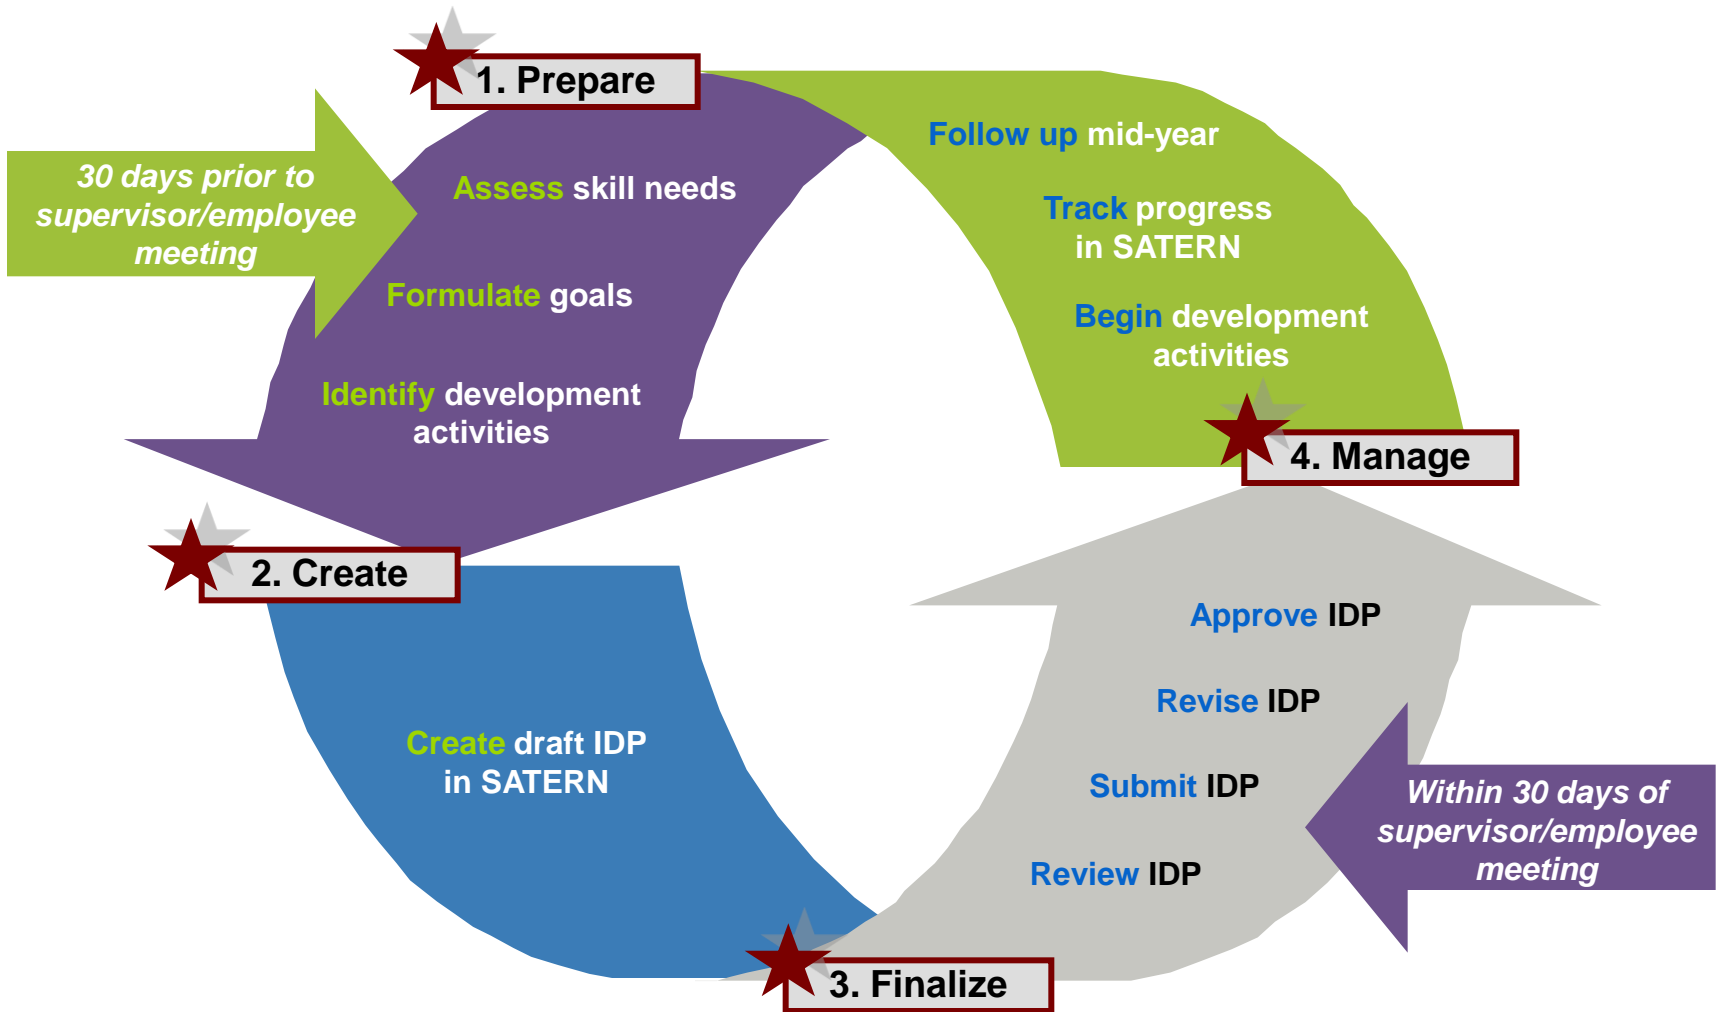 1. Prepare
30 days prior to
supervisor/employee
meeting
Assess skill needs
Formulate goals
Identify development
activities
2. Create
Create draft IDP
in SATERN
3. Finalize
Review IDP
Submit IDP
Revise IDP
Approve IDP
Within 30 days of
supervisor/employee
meeting
4. Manage
Begin development
activities
Track progress
in SATERN
Follow up mid-year